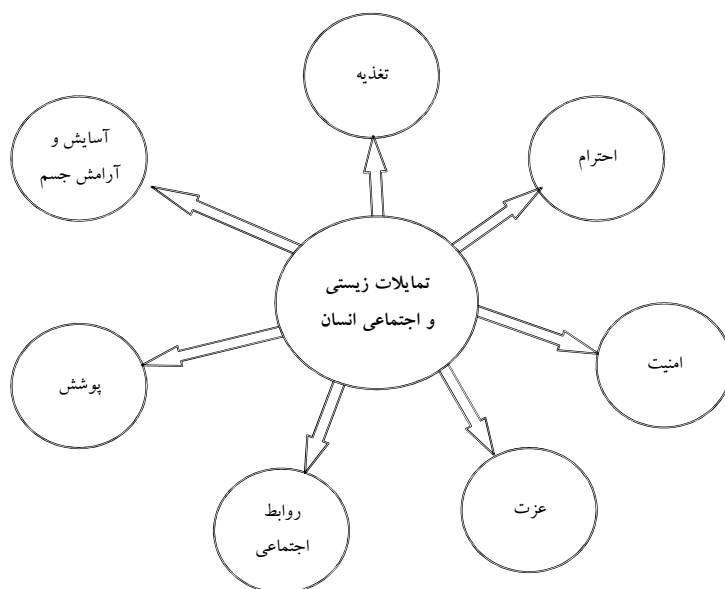 تغذیه
احترام
آسایش و
آرامش جسم
تمایلات زیستی
و اجتماعی انسان
امنیت
پوشش
عزت
روابط
اجتماعی